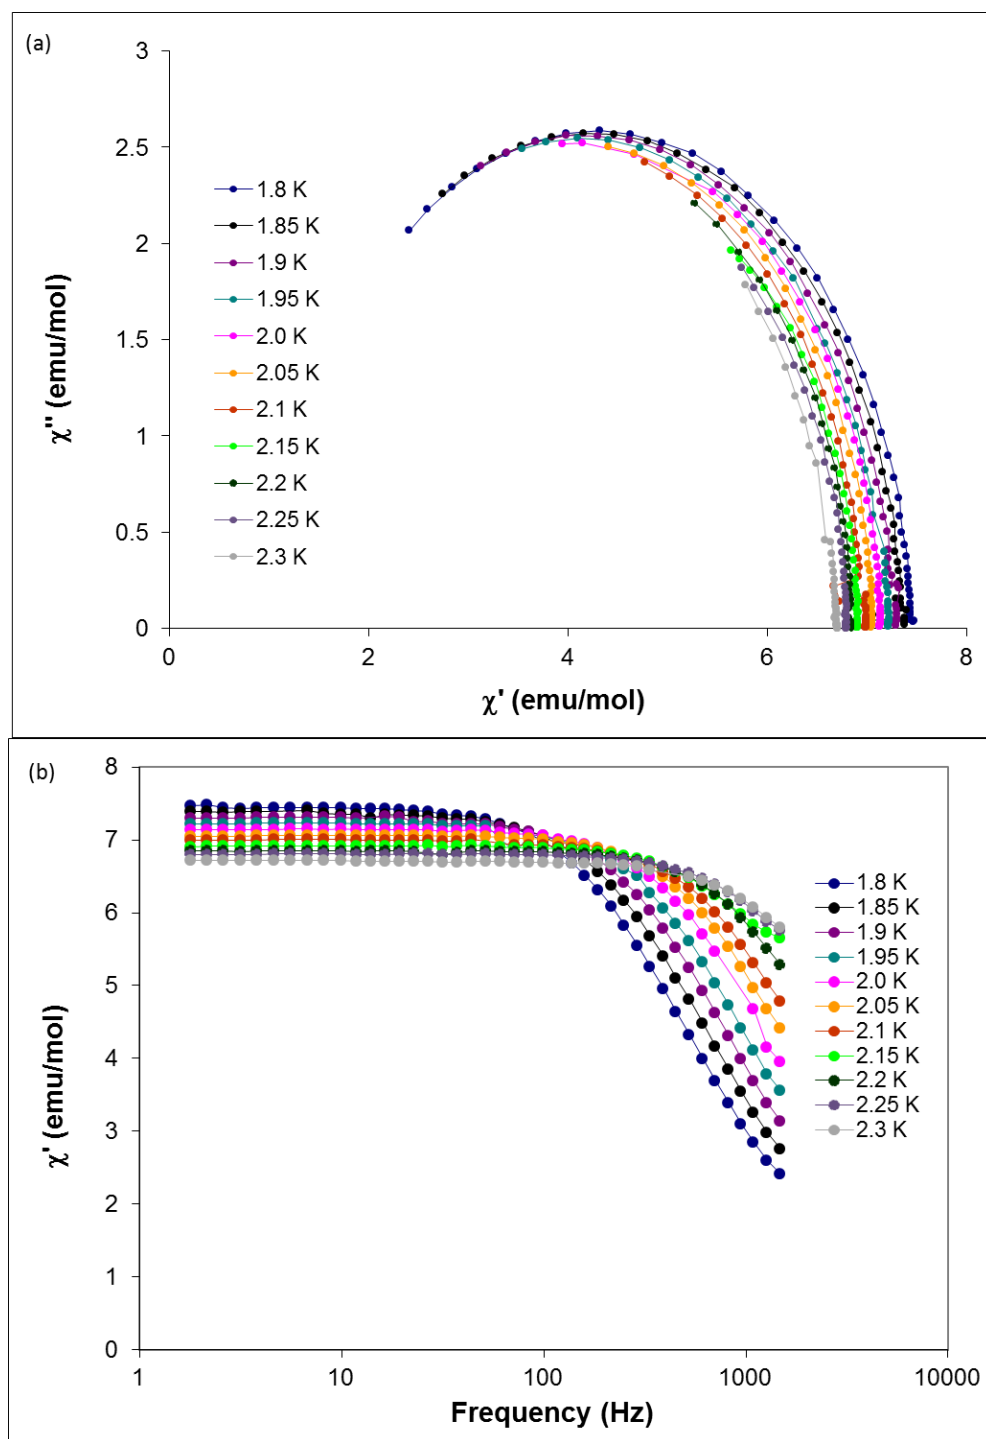 (a)
3
2.5
2
1.5
1
0.5
0
χ'' (emu/mol)
1.8 K
1.85 K
1.9 K
1.95 K
2.0 K
2.05 K
2.1 K
2.15 K
2.2 K
2.25 K
2.3 K
0 2 4 6 8
χ' (emu/mol)
(b)
8
7
6
5
4
3
2
1
0
χ' (emu/mol)
1.8 K
1.85 K
1.9 K
1.95 K
2.0 K
2.05 K
2.1 K
2.15 K
2.2 K
2.25 K
2.3 K
1 10 100 1000 10000
Frequency (Hz)